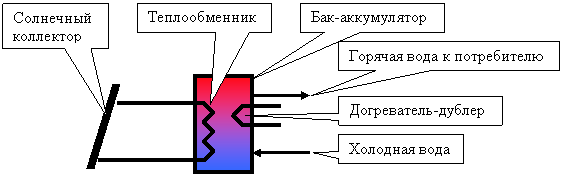 Солнечный
коллектор
Теплообменник
Бак-аккумулятор
Горячая вода к потребителю
Догреватель-дублер
Холодная вода